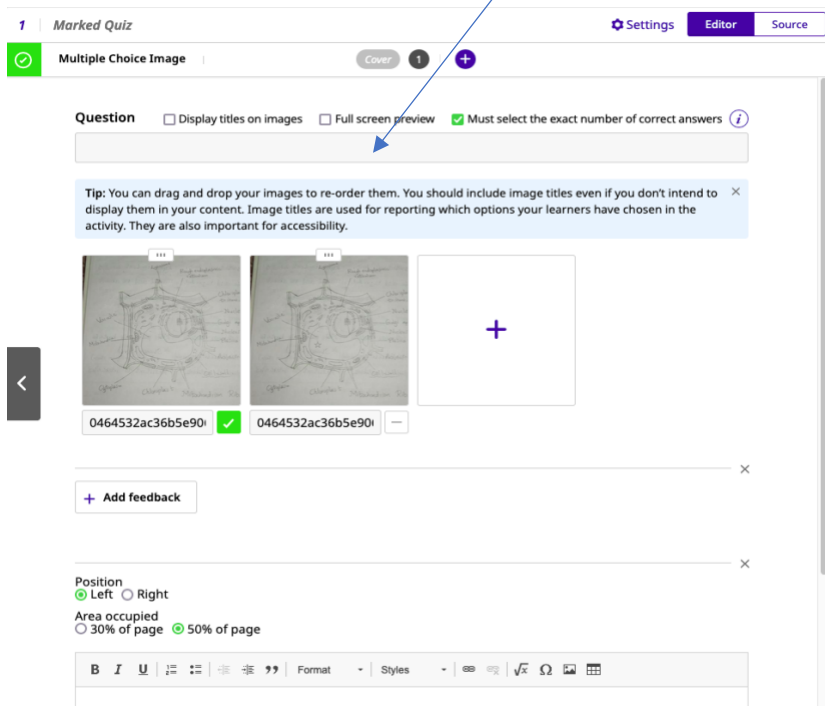 1 Marked Quiz Settings Editor Source
Multiple Choice Image Cover 1
Question Display titles on images Full screen preview Must select the exact number of correct answers i
Tip: You can drag and drop your images to re-order them. You should include image titles even if you don't intend to
display them in your content. Image titles are used for reporting which options your learners have chosen in the
activity. They are also important for accessibility.
0464532ac36b5e90 0464532ac36b5e90
Add feedback
Position
Left Right
Area occupied
30% of page 50% of page
B I U Format Styles